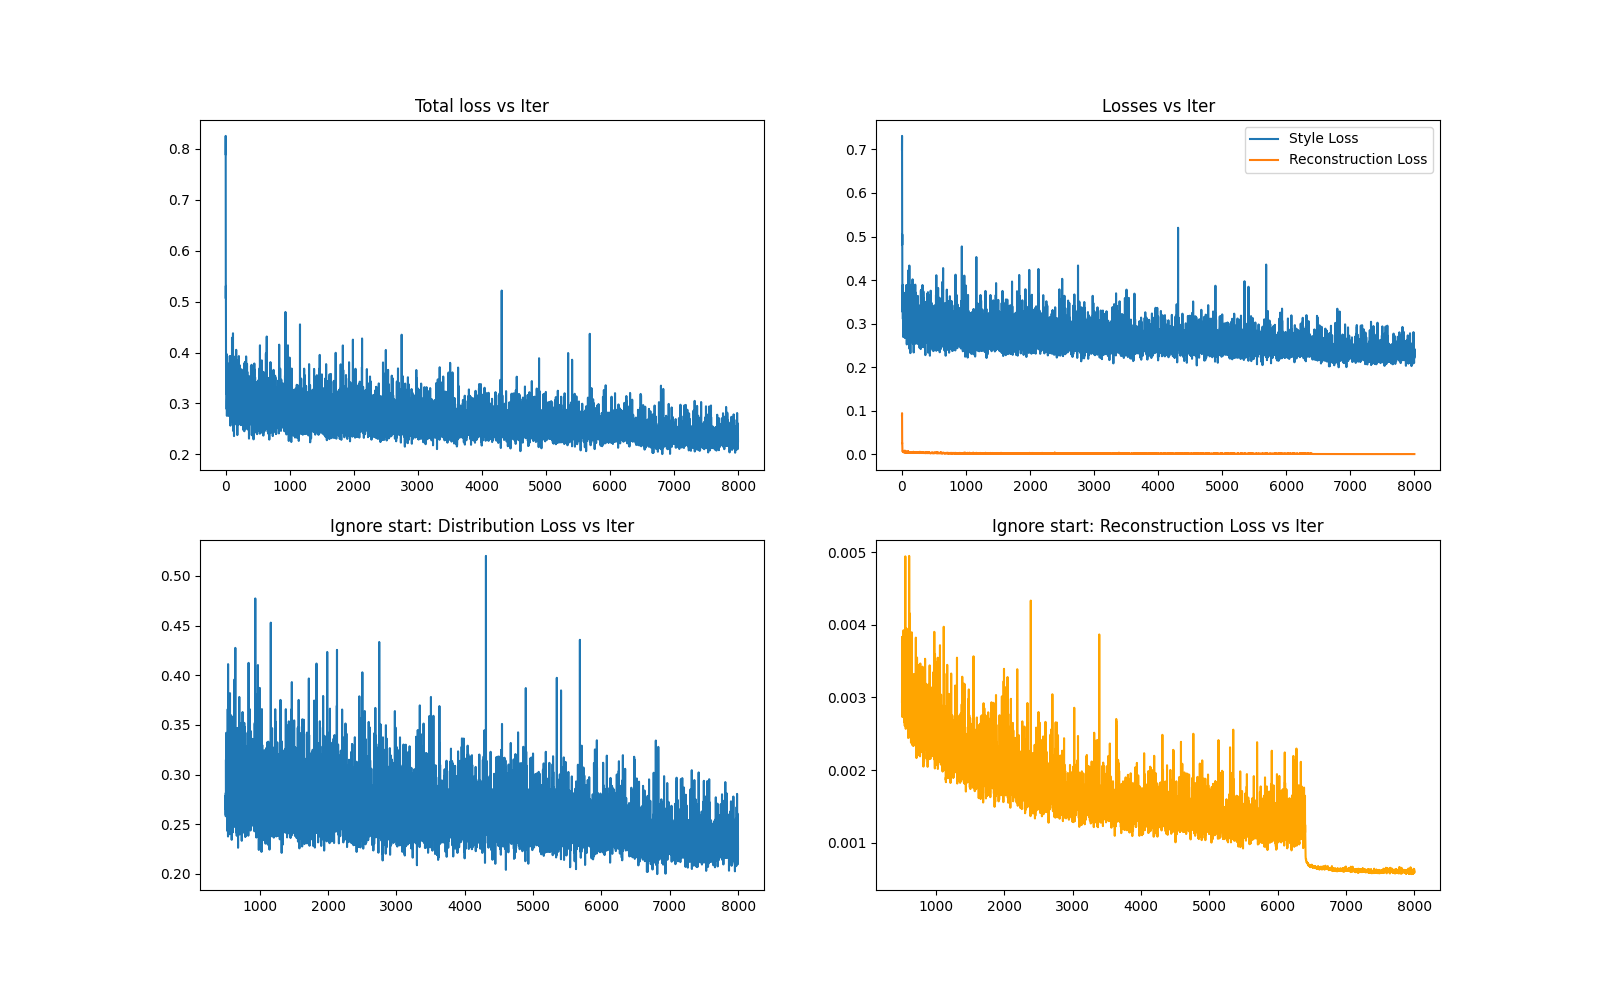 Total loss vs Iter
0.8
0.7
0.6
0.5
0.4
0.3
0.2
0 1000 2000 3000 4000 5000 6000 7000 8000
Losses vs Iter
Style Loss
Reconstruction Loss
0.7
0.6
0.5
0.4
0.3
0.2
0.1
0.0
0 1000 2000 3000 4000 5000 6000 7000 8000
Ignore start: Distribution Loss vs Iter
0.50
0.45
0.40
0.35
0.30
0.25
0.20
1000 2000 3000 4000 5000 6000 7000 8000
Ignore start: Reconstruction Loss vs Iter
0.005
0.004
0.003
0.002
0.001
1000 2000 3000 4000 5000 6000 7000 8000